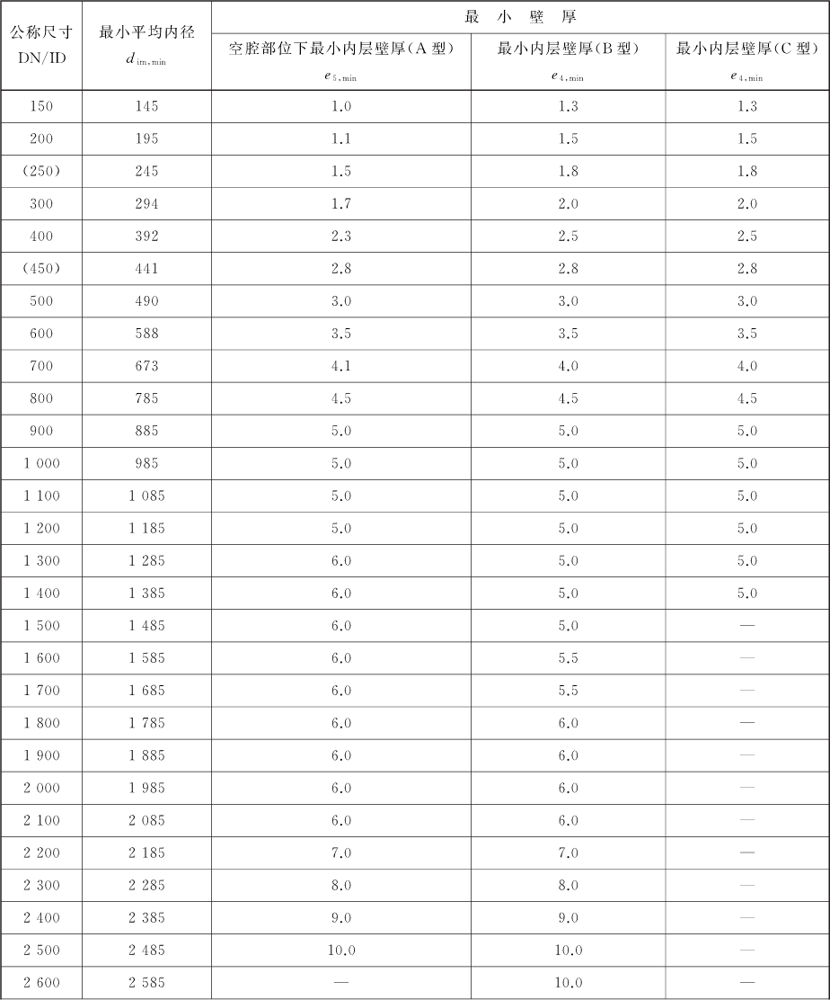 公称尺寸 DN/ID 最小平均内径 dim,min 最 小 壁 厚
空腔部位下最小内层壁厚(A型) e5,min 最小内层壁厚(B型) e4,min 最小内层壁厚(C型) e4,min
150 145 1.0 1.3 1.3
200 195 1.1 1.5 1.5
(250) 245 1.5 1.8 1.8
300 294 1.7 2.0 2.0
400 392 2.3 2.5 2.5
(450) 441 2.8 2.8 2.8
500 490 3.0 3.0 3.0
600 588 3.5 3.5 3.5
700 673 4.1 4.0 4.0
800 785 4.5 4.5 4.5
900 885 5.0 5.0 5.0
1 000 985 5.0 5.0 5.0
1 100 1 085 5.0 5.0 5.0
1 200 1 185 5.0 5.0 5.0
1 300 1 285 6.0 5.0 5.0
1 400 1 385 6.0 5.0 5.0
1 500 1 485 6.0 5.0 —
1 600 1 585 6.0 5.5 —
1 700 1 685 6.0 5.5 —
1 800 1 785 6.0 6.0 —
1 900 1 885 6.0 6.0 —
2 000 1 985 6.0 6.0 —
2 100 2 085 6.0 6.0 —
2 200 2 185 7.0 7.0 —
2 300 2 285 8.0 8.0 —
2 400 2 385 9.0 9.0 —
2 500 2 485 10.0 10.0 —
2 600 2 585 — 10.0 —